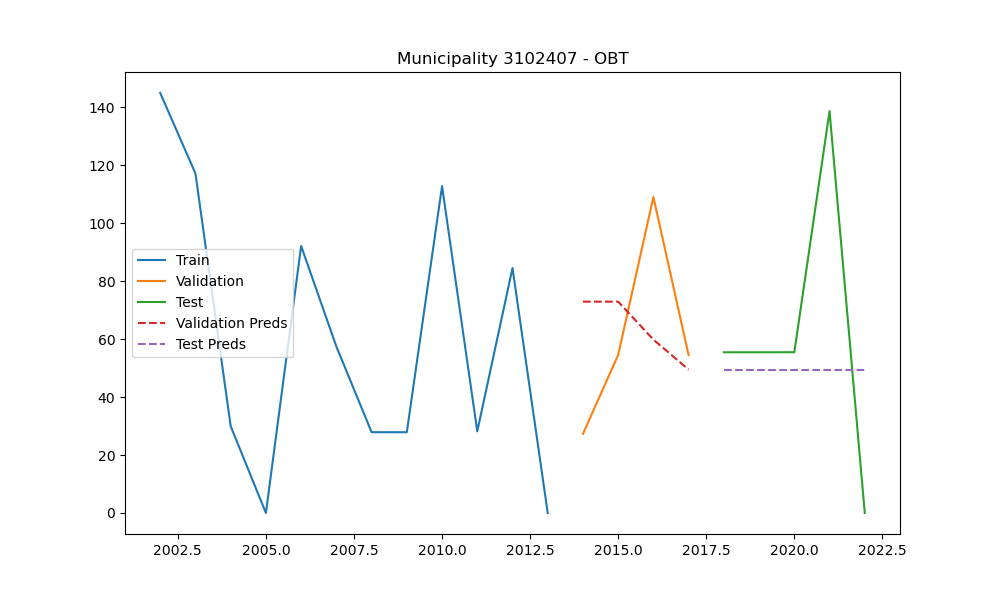 Municipality 3102407 - OBT
140
120
100
80
60
40
20
0
Train
Validation
Test
Validation Preds
Test Preds
2002.5 2005.0 2007.5 2010.0 2012.5 2015.0 2017.5 2020.0 2022.5